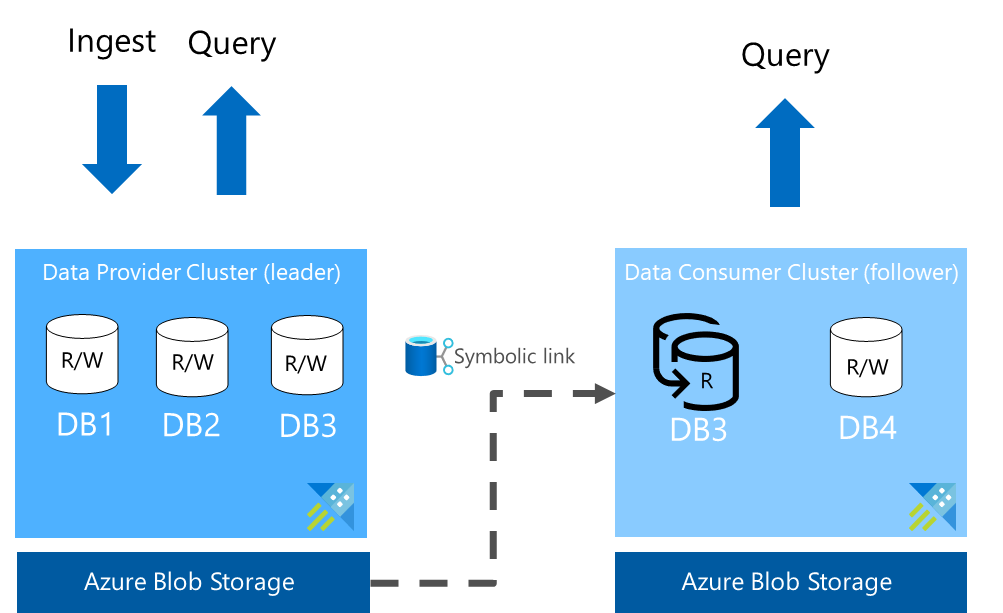 Ingest
Query
Query
Data Provider Cluster (leader)
R/W
R/W
R/W
DB1
DB2
DB3
Azure Blob Storage
Symbolic link
Data Consumer Cluster (follower)
R
R/W
DB3
DB4
Azure Blob Storage